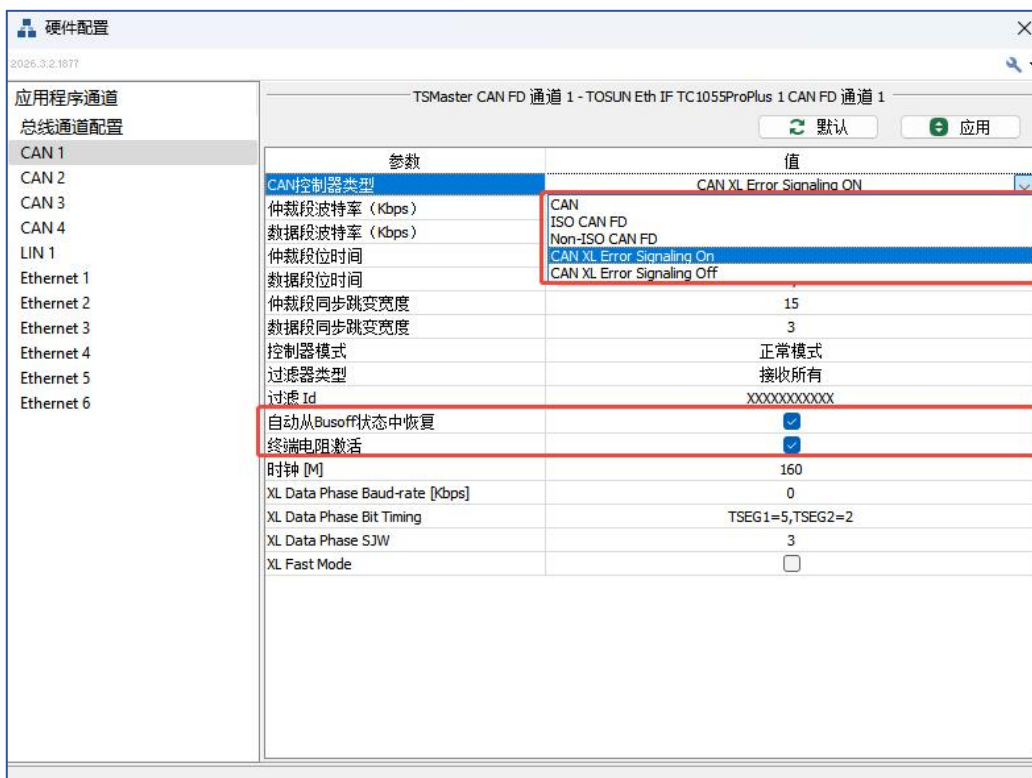 硬件配置
2026.3.2.1877
应用程序通道
总线通道配置
CAN 1
CAN 2
CAN 3
CAN 4
LIN 1
Ethernet 1
Ethernet 2
Ethernet 3
Ethernet 4
Ethernet 5
Ethernet 6
TSMaster CAN FD 通道 1 - TOSUN Eth IF TC1055ProPlus 1 CAN FD 通道 1
默认 应用
参数 值
CAN控制器类型 CAN XL Error Signaling ON
仲裁段波特率（Kbps） CAN
ISO CAN FD
数据段波特率（Kbps） Non-ISO CAN FD
仲裁段位时间 CAN XL Error Signaling On
数据段位时间 CAN XL Error Signaling Off
仲裁段同步跳变宽度 15
数据段同步跳变宽度 3
控制器模式 正常模式
过滤器类型 接收所有
过滤 Id XXXXXXXXXXX
自动从Busoff状态中恢复
终端电阻激活
时钟 [M] 160
XL Data Phase Baud-rate [Kbps] 0
XL Data Phase Bit Timing TSEG1=5,TSEG2=2
XL Data Phase SJW 3
XL Fast Mode